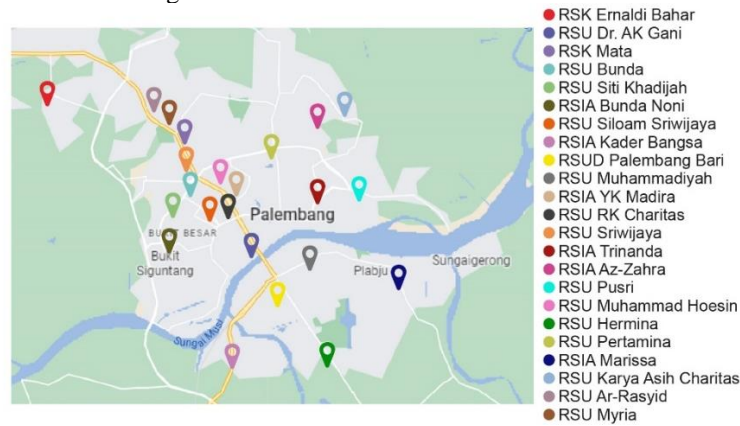 Palembang
BUKIT BESAR
Bukit
Siguntang
Plabju
Sungaigerong
Sungai Musi
RSK Ernaldi Bahar
RSU Dr. AK Gani
RSK Mata
RSU Bunda
RSU Siti Khadijah
RSIA Bunda Noni
RSU Siloam Sriwijaya
RSIA Kader Bangsa
RSUD Palembang Bari
RSU Muhammadiyah
RSIA YK Madira
RSU RK Charitas
RSU Sriwijaya
RSIA Trinanda
RSIA Az-Zahra
RSU Pusri
RSU Muhammad Hoesin
RSU Hermina
RSU Pertamina
RSIA Marissa
RSU Karya Asih Charitas
RSU Ar-Rasyid
RSU Myria